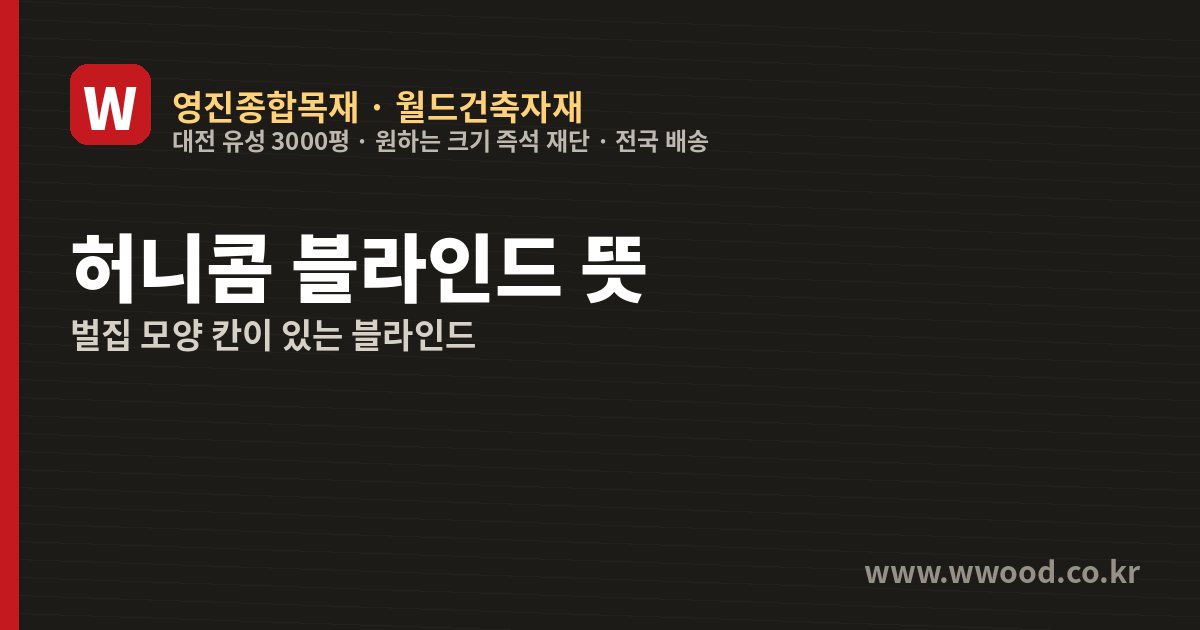 W
영진종합목재 · 월드건축자재
대전 유성 3000평 · 원하는 크기 즉석 재단 · 전국 배송
허니콤 블라인드 뜻
벌집 모양 칸이 있는 블라인드
www.wwood.co.kr